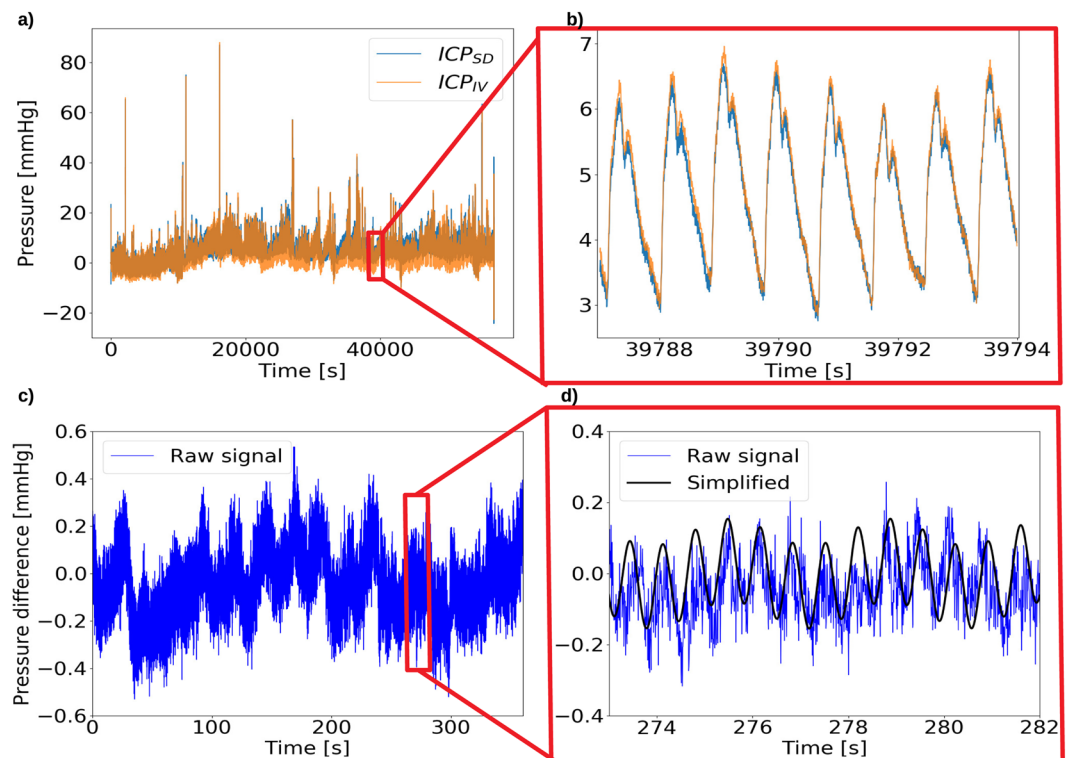 a)
Pressure [mmHg]
80
60
40
20
0
−20
ICP_SD
ICP_IV
0
20000
40000
Time [s]
b)
7
6
5
4
3
39788
39790
39792
39794
Time [s]
c)
Pressure difference [mmHg]
0.6
0.4
0.2
0.0
−0.2
−0.4
−0.6
Raw signal
0
100
200
300
Time [s]
d)
0.4
0.2
0.0
−0.2
−0.4
Raw signal
Simplified
274
276
278
280
282
Time [s]